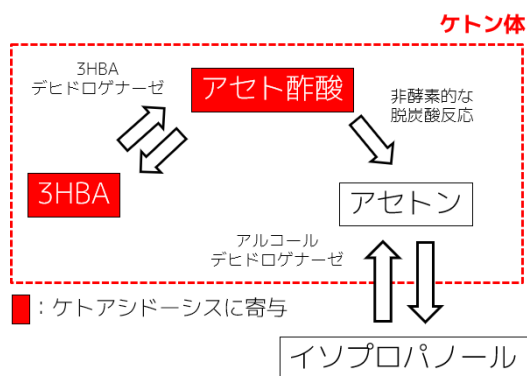 ケトン体
3HBA
デヒドロゲナーゼ
アセト酢酸
非酵素的な
脱炭酸反応
3HBA
アセトン
アルコール
デヒドロゲナーゼ
：ケトアシドーシスに寄与
イソプロパノール